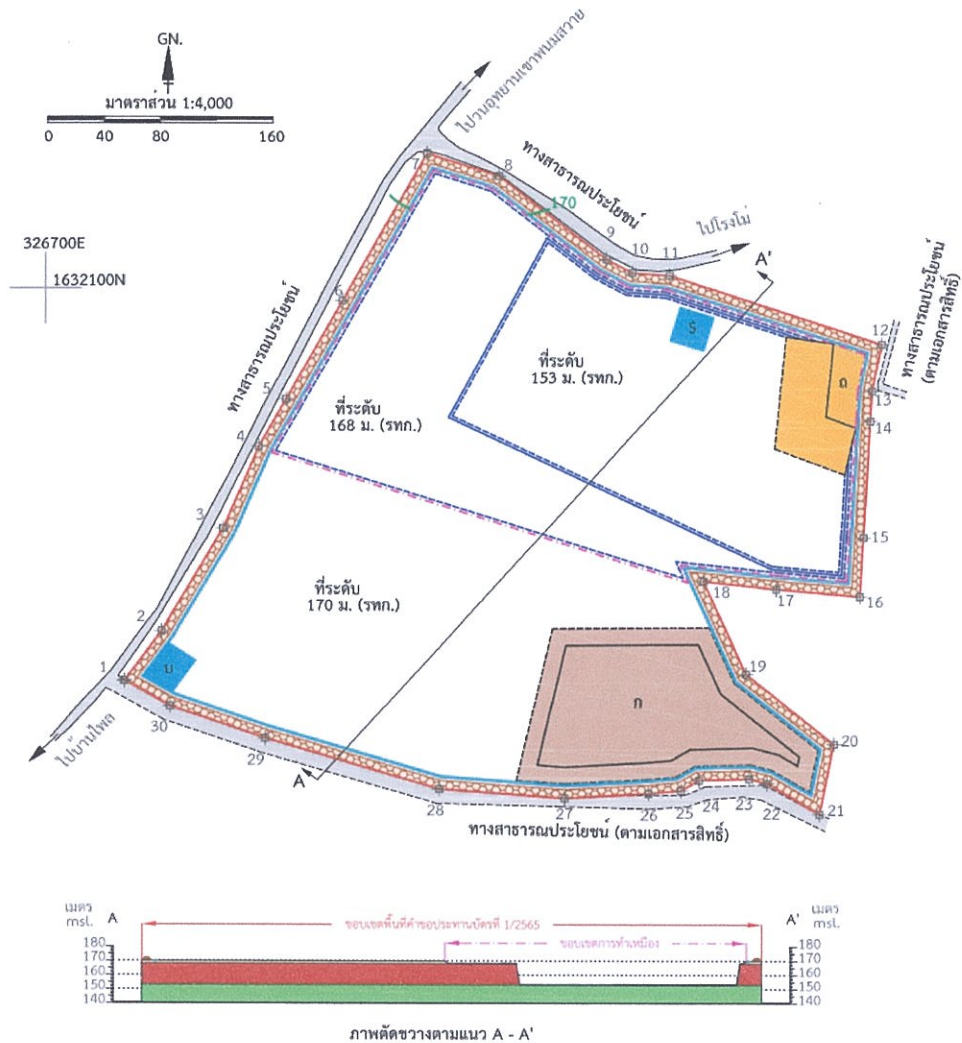 GN.
มาตราส่วน 1:4,000
0 40 80 160
326700E
1632100N
ไปวนอุทยานเขาพนมสวาย
ทางสาธารณประโยชน์
ไปโรงโม่
ทางสาธารณประโยชน์
(ตามเอกสารสิทธิ์)
ทางสาธารณประโยชน์
ไปบ้านไพล
ทางสาธารณประโยชน์ (ตามเอกสารสิทธิ์)
170
A'
A
1
2
3
4
5
6
7
8
9
10
11
12
13
14
15
16
17
18
19
20
21
22
23
24
25
26
27
28
29
30
ที่ระดับ
153 ม. (รทก.)
ที่ระดับ
168 ม. (รทก.)
ที่ระดับ
170 ม. (รทก.)
ร
ถ
บ
ก
เมตร
msl.
A
ขอบเขตพื้นที่คำขอประทานบัตรที่ 1/2565
ขอบเขตการทำเหมือง
A'
เมตร
msl.
180
170
160
150
140
180
170
160
150
140
ภาพตัดขวางตามแนว A - A'